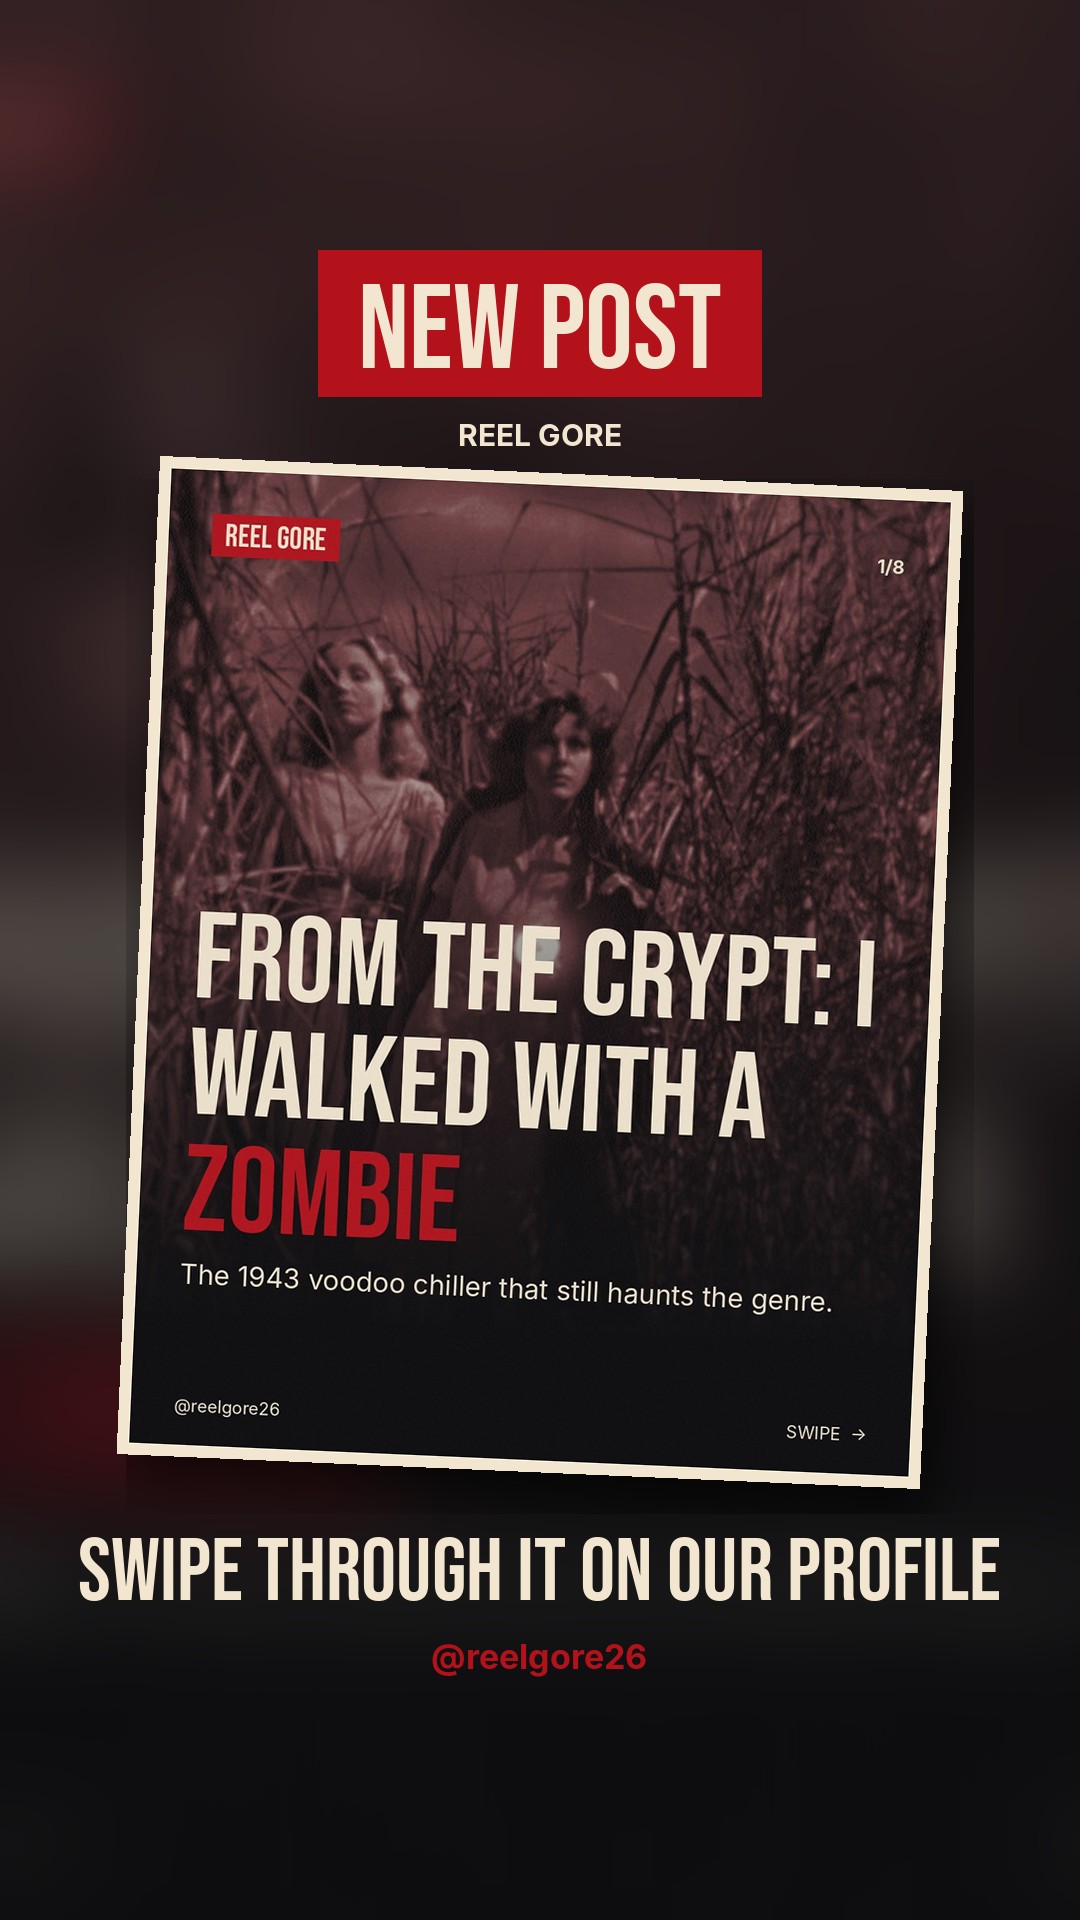 NEW POST
REEL GORE
REEL GORE
1/8
FROM THE CRYPT: I
WALKED WITH A
ZOMBIE
The 1943 voodoo chiller that still haunts the genre.
@reelgore26
SWIPE →
SWIPE THROUGH IT ON OUR PROFILE
@reelgore26